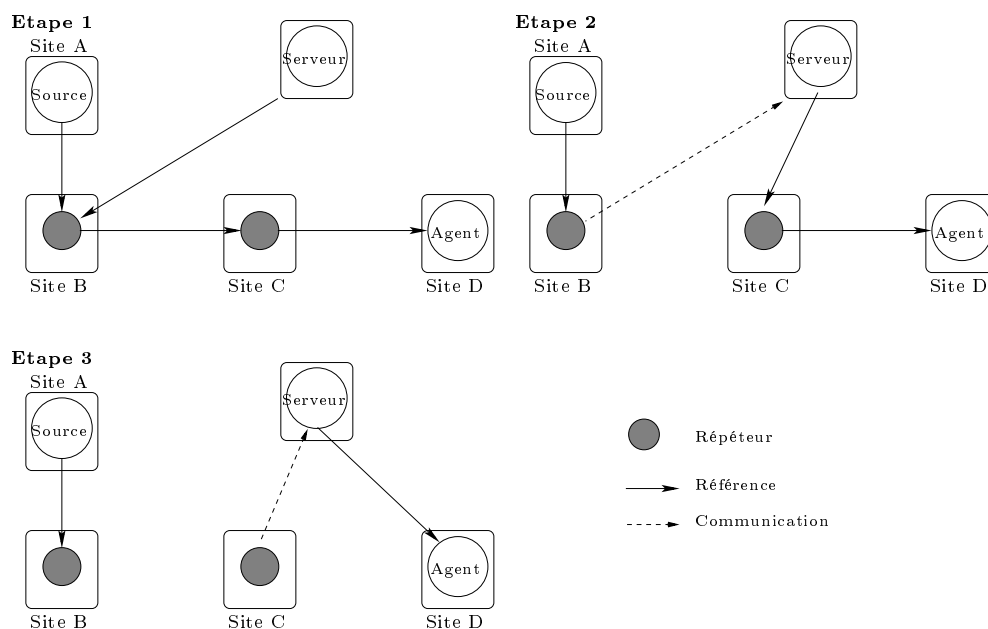 Etape 1
Site A
Source
Serveur
Agent
Site B
Site C
Site D
Etape 2
Site A
Source
Serveur
Agent
Site B
Site C
Site D
Etape 3
Site A
Source
Serveur
Agent
Site B
Site C
Site D
Répéteur
Référence
Communication